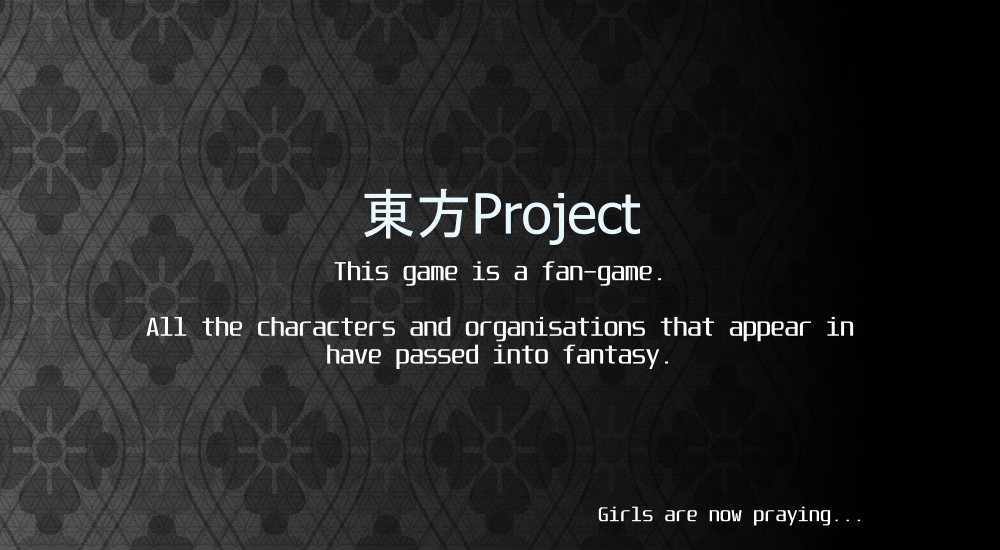 東方Project
This game is a fan-game.
All the characters and organisations that appear in
have passed into fantasy.
Girls are now praying...